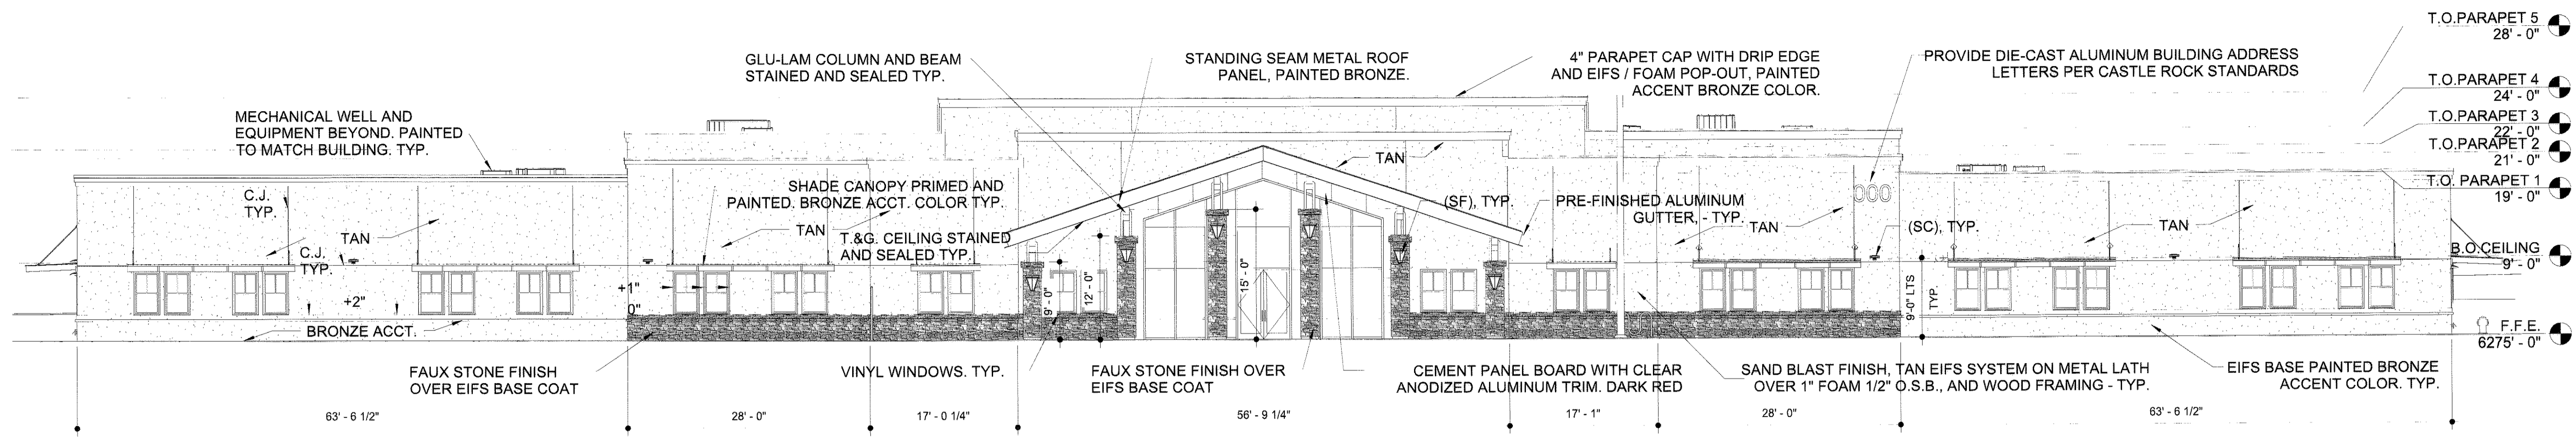 T.O.PARAPET 5
28' - 0"
GLU-LAM COLUMN AND BEAM
STAINED AND SEALED TYP.
STANDING SEAM METAL ROOF
PANEL, PAINTED BRONZE.
4" PARAPET CAP WITH DRIP EDGE
AND EIFS / FOAM POP-OUT, PAINTED
ACCENT BRONZE COLOR.
PROVIDE DIE-CAST ALUMINUM BUILDING ADDRESS
LETTERS PER CASTLE ROCK STANDARDS
T.O.PARAPET 4
24' - 0"
MECHANICAL WELL AND
EQUIPMENT BEYOND. PAINTED
TO MATCH BUILDING. TYP.
T.O.PARAPET 3
22' - 0"
T.O.PARAPET 2
21' - 0"
TAN
T.O. PARAPET 1
19' - 0"
C.J.
TYP.
SHADE CANOPY PRIMED AND
PAINTED. BRONZE ACCT. COLOR TYP.
(SF), TYP.
PRE-FINISHED ALUMINUM
GUTTER, - TYP.
000
TAN
C.J.
TYP.
TAN
T.&G. CEILING STAINED
AND SEALED TYP.
TAN
(SC), TYP.
TAN
B.O.CEILING
9' - 0"
+2"
+1"
0"
9' - 0"
12' - 0"
15' - 0"
9'-0" LTS
TYP.
BRONZE ACCT.
F.F.E.
6275' - 0"
FAUX STONE FINISH
OVER EIFS BASE COAT
VINYL WINDOWS. TYP.
FAUX STONE FINISH OVER
EIFS BASE COAT
CEMENT PANEL BOARD WITH CLEAR
ANODIZED ALUMINUM TRIM. DARK RED
SAND BLAST FINISH, TAN EIFS SYSTEM ON METAL LATH
OVER 1" FOAM 1/2" O.S.B., AND WOOD FRAMING - TYP.
EIFS BASE PAINTED BRONZE
ACCENT COLOR. TYP.
63' - 6 1/2"
28' - 0"
17' - 0 1/4"
56' - 9 1/4"
17' - 1"
28' - 0"
63' - 6 1/2"